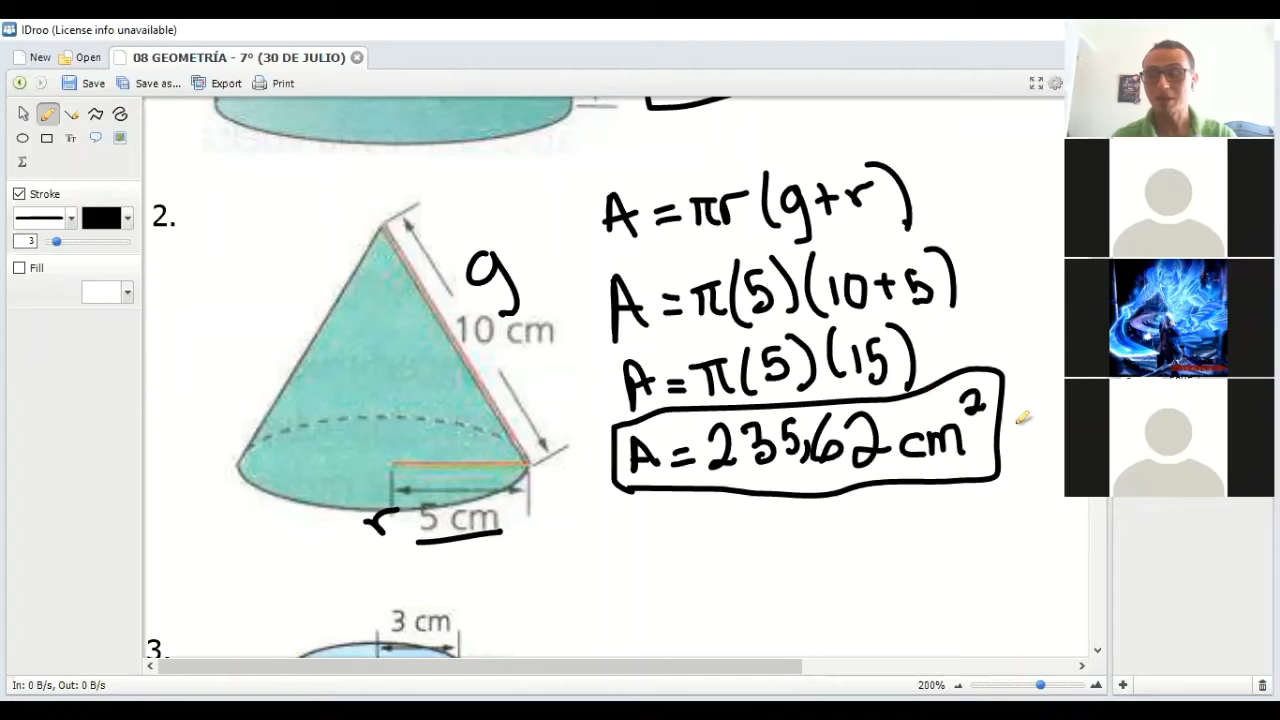 IDroo (License info unavailable)
New Open 08 GEOMETRÍA - 7º (30 DE JULIO)
Save Save as... Export Print
Tt
Σ
Stroke
3
Fill
2.
g
10 cm
r 5 cm
A = πr(g+r)
A = π(5)(10+5)
A = π(5)(15)
A = 235,62 cm²
3 cm
3.
In: 0 B/s, Out: 0 B/s 200%